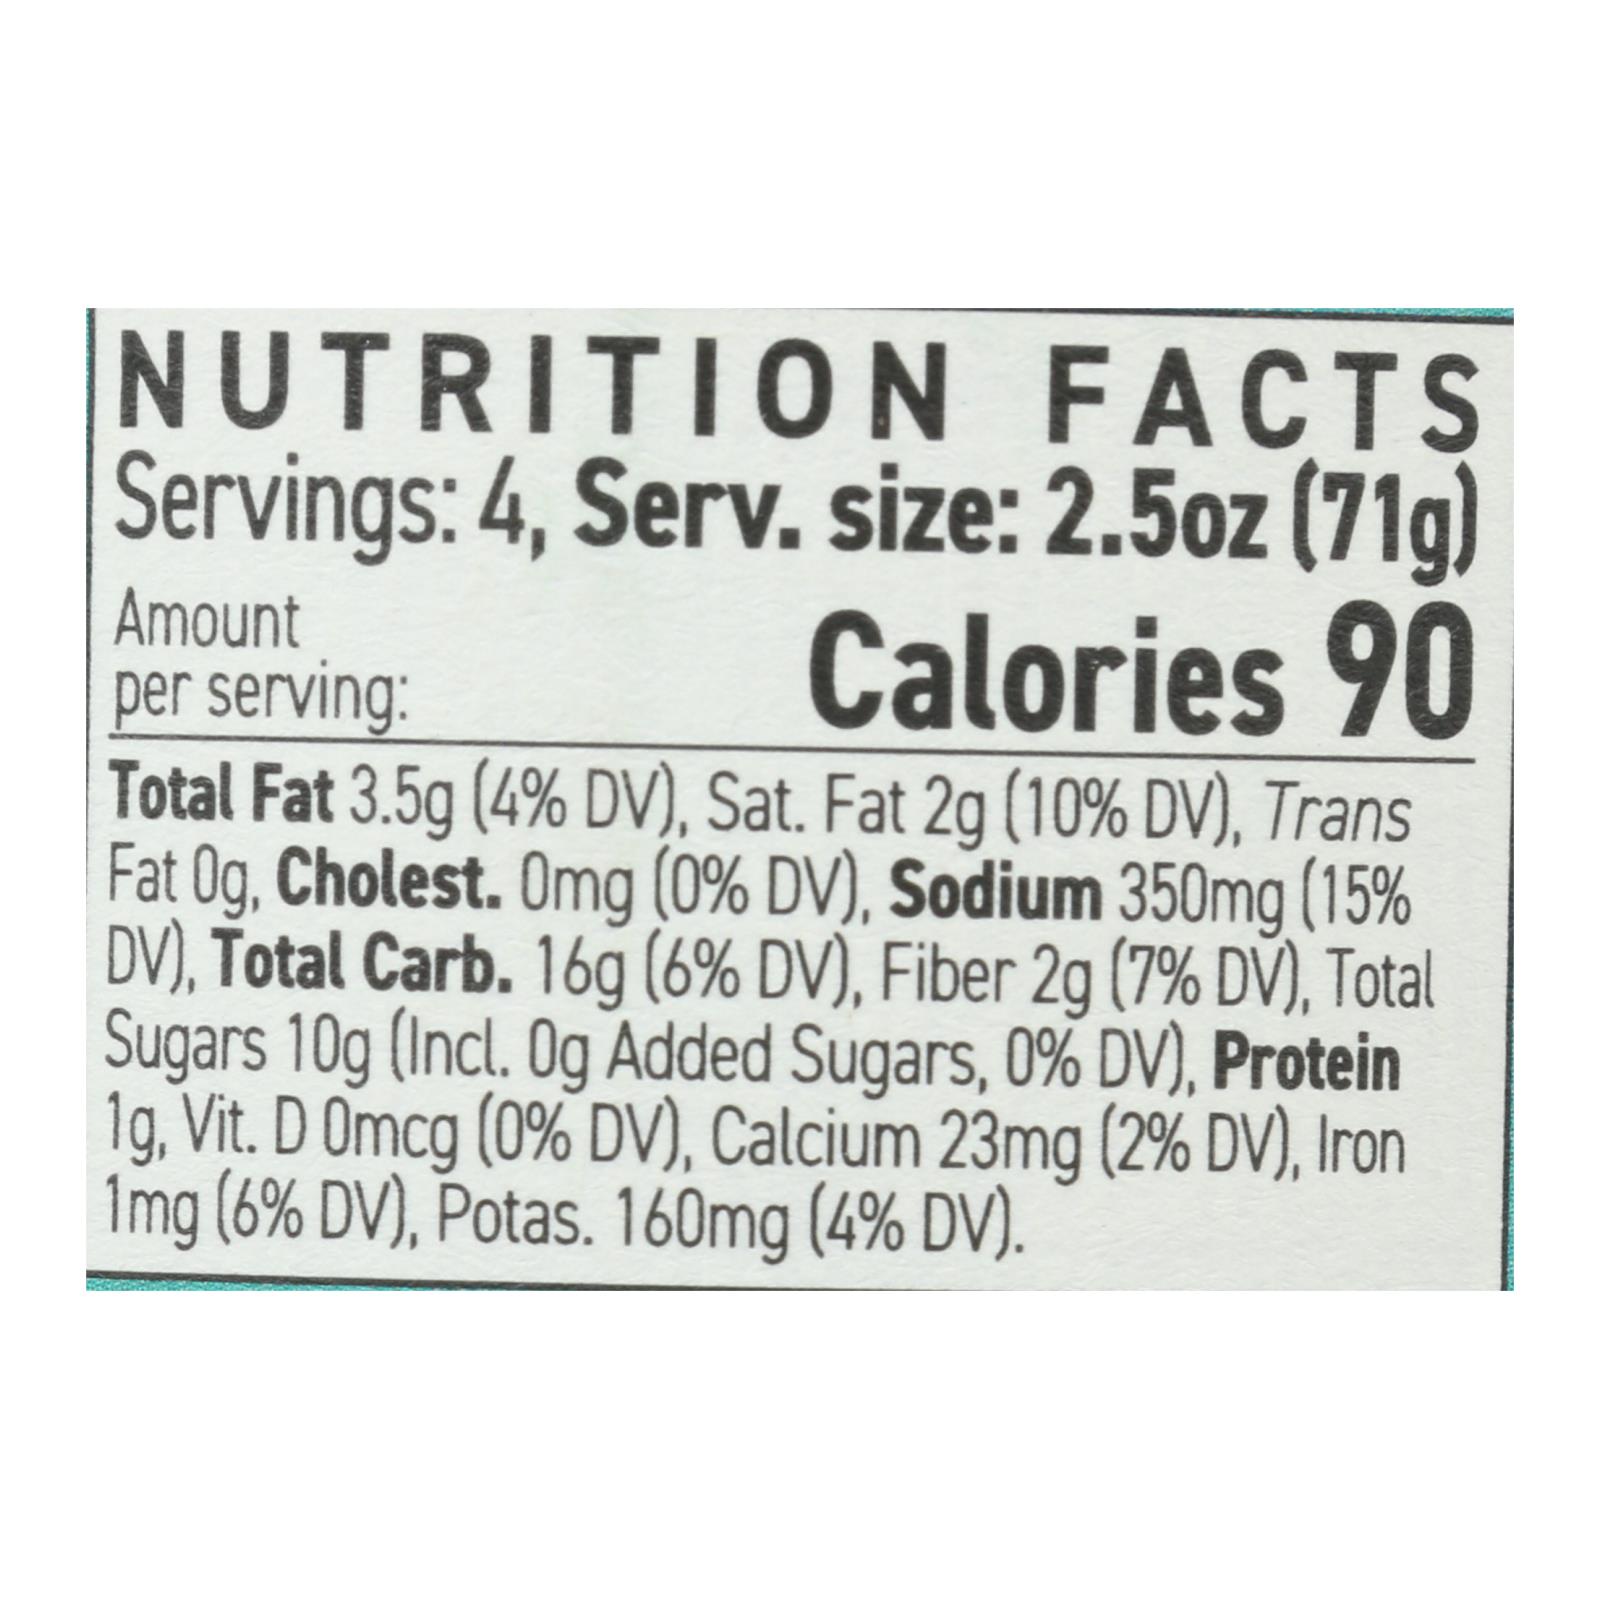 NUTRITION FACTS
Servings: 4, Serv. size: 2.5oz (71g)
Amount
per serving:
Calories 90
Total Fat 3.5g (4% DV), Sat. Fat 2g (10% DV), Trans
Fat 0g, Cholest. 0mg (0% DV), Sodium 350mg (15%
DV), Total Carb. 16g (6% DV), Fiber 2g (7% DV), Total
Sugars 10g (Incl. 0g Added Sugars, 0% DV), Protein
1g, Vit. D 0mcg (0% DV), Calcium 23mg (2% DV), Iron
1mg (6% DV), Potas. 160mg (4% DV).